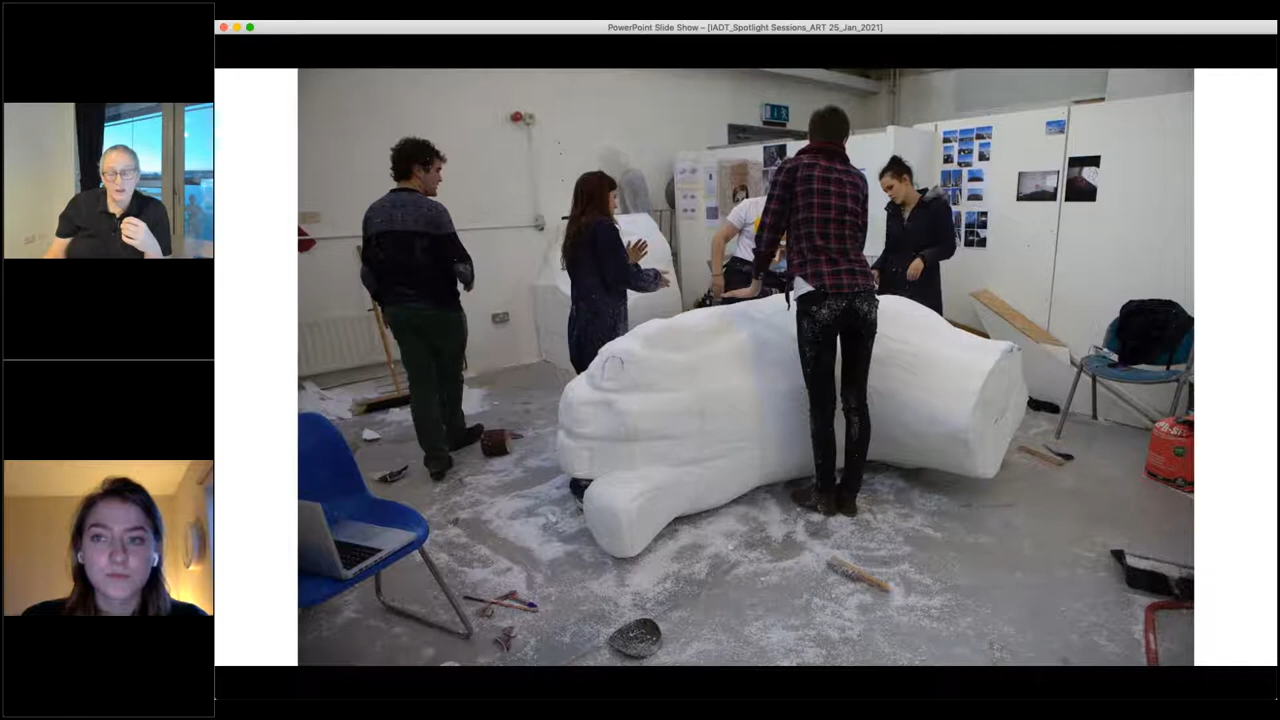 PowerPoint Slide Show – [IADT_Spotlight Sessions_ART 25_Jan_2021]